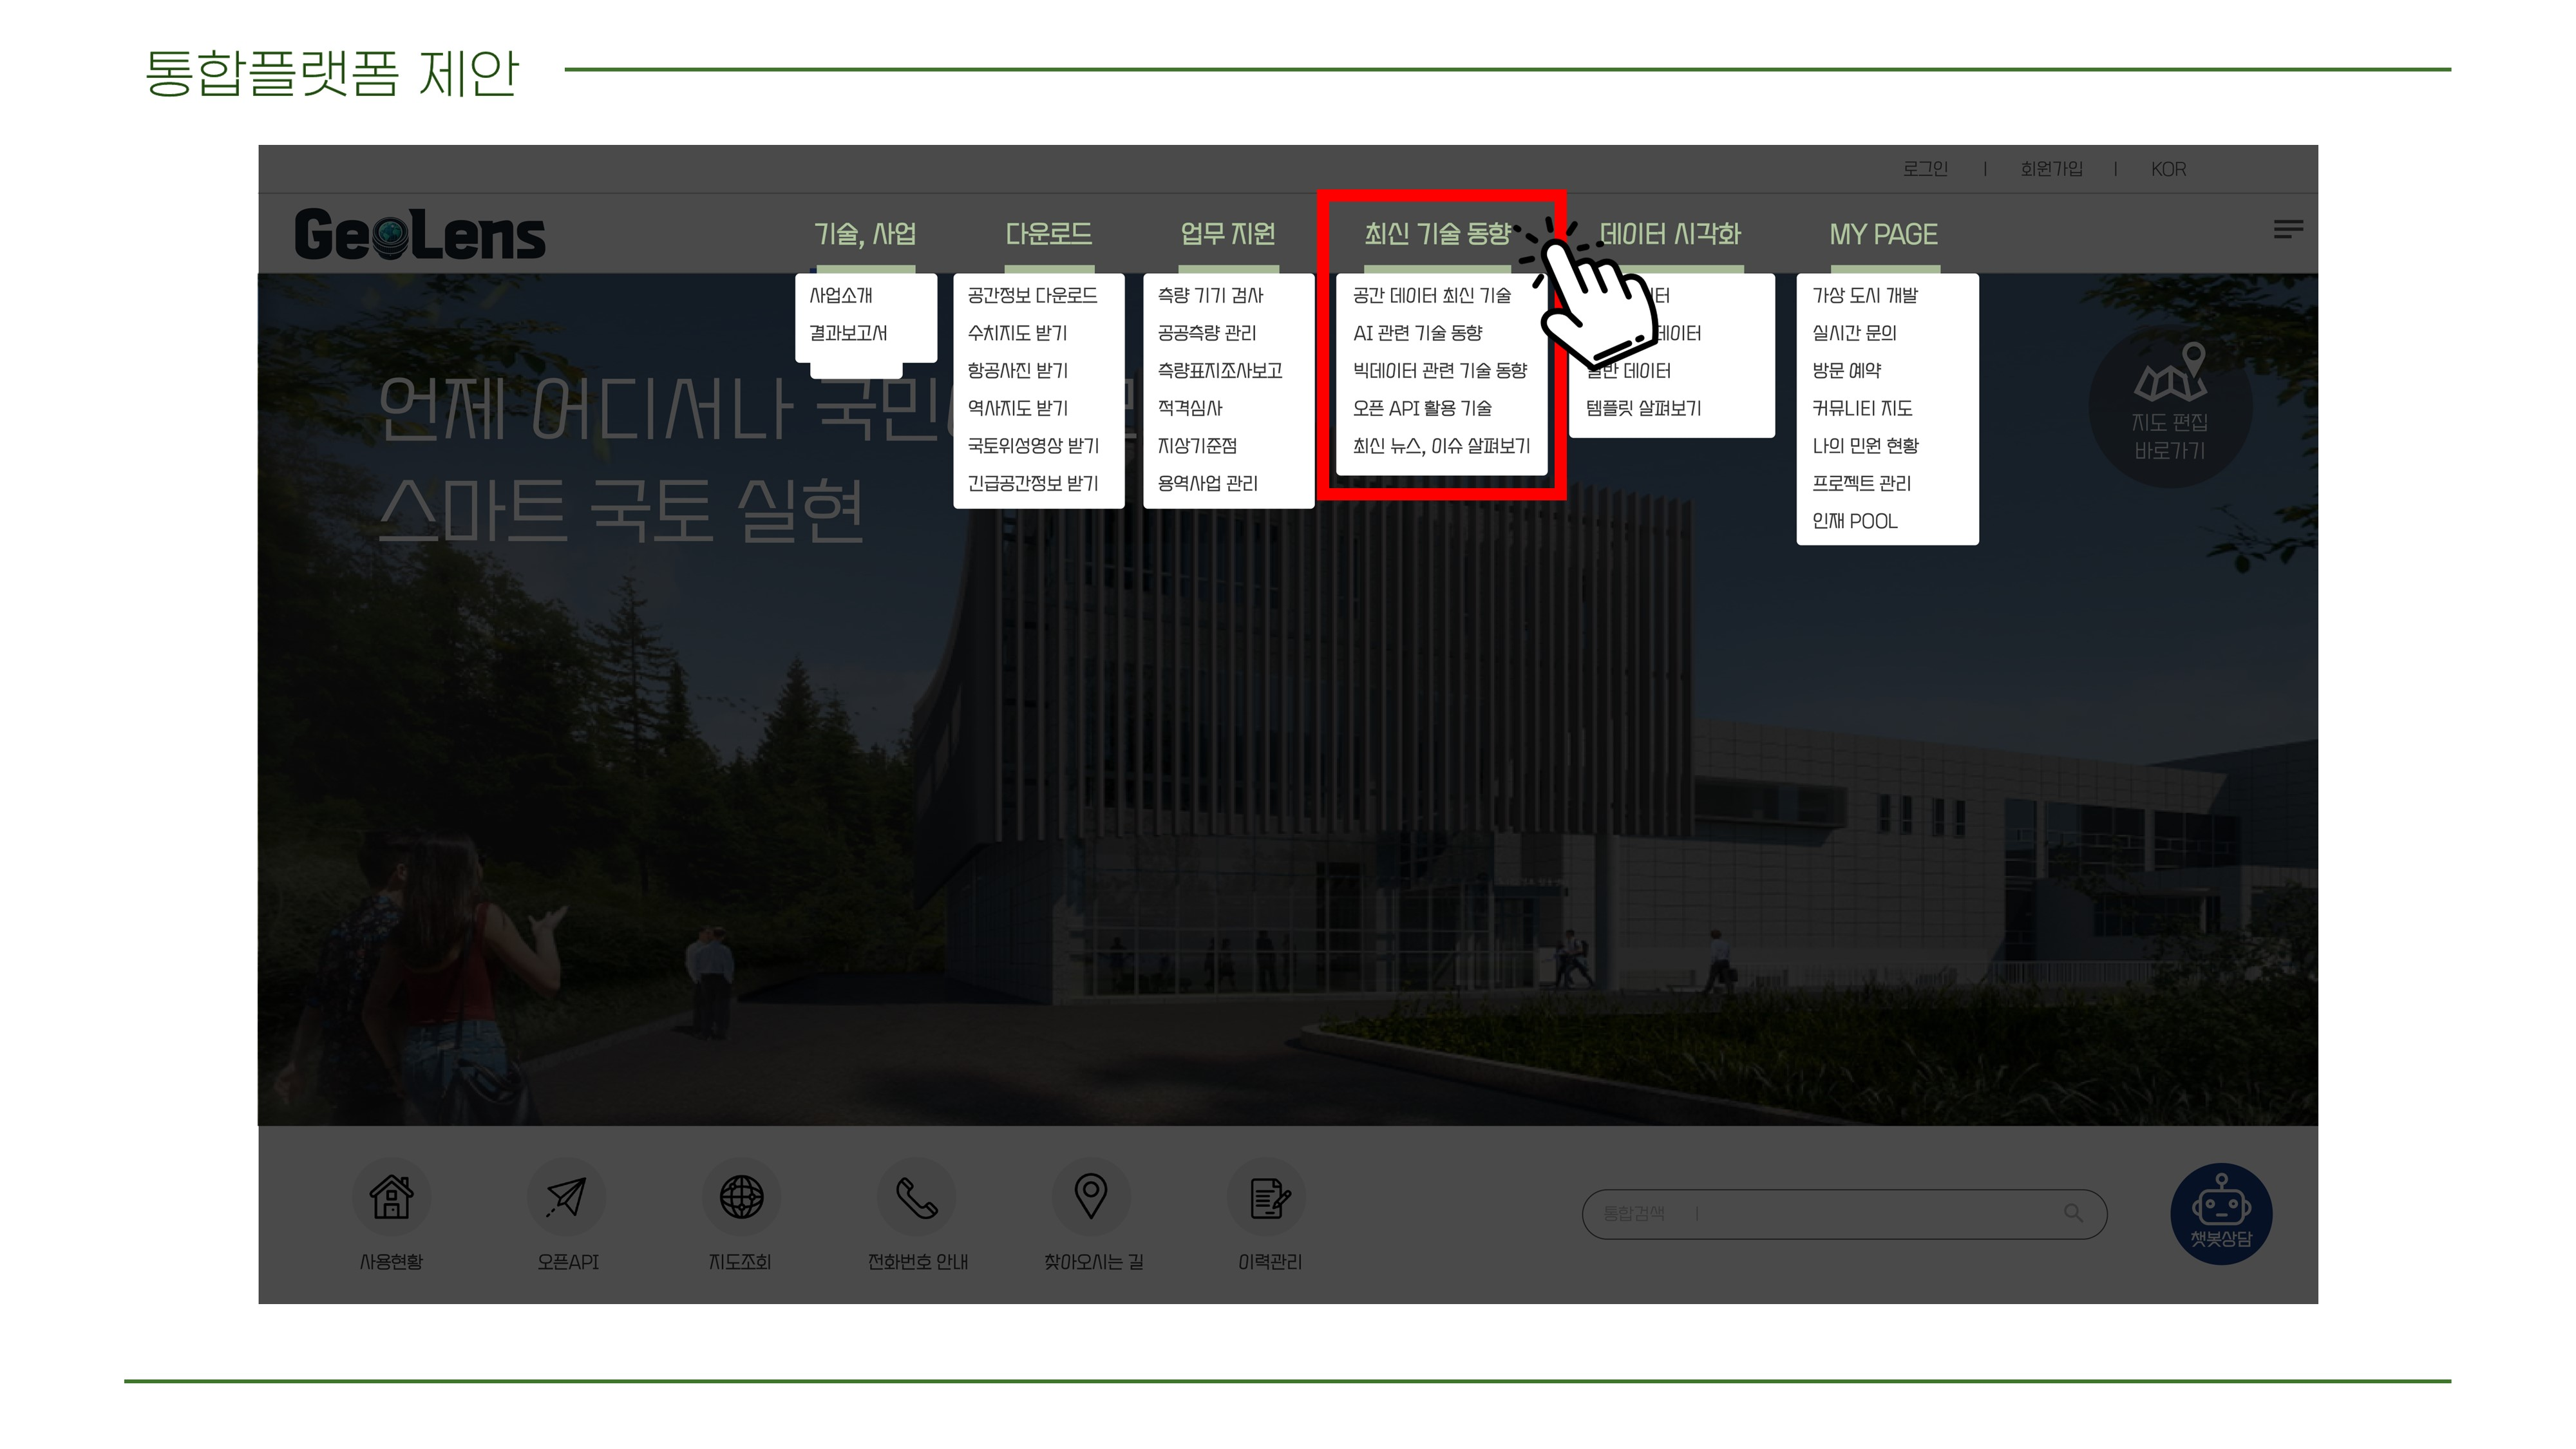 통합플랫폼 제안
로그인 | 회원가입 | KOR
GeoLens
기술, 사업
사업소개
결과보고서
다운로드
공간정보 다운로드
수치지도 받기
항공사진 받기
역사지도 받기
국토위성영상 받기
긴급공간정보 받기
업무 지원
측량 기기 검사
공공측량 관리
측량표지조사보고
적격심사
지상기준점
용역사업 관리
최신 기술 동향
공간 데이터 최신 기술
AI 관련 기술 동향
빅데이터 관련 기술 동향
오픈 API 활용 기술
최신 뉴스, 이슈 살펴보기
데이터 시각화
데이터
템플릿 살펴보기
MY PAGE
가상 도시 개발
실시간 문의
방문 예약
커뮤니티 지도
나의 민원 현황
프로젝트 관리
인재 POOL
언제 어디서나
스마트 국토 실현
지도 편집
바로가기
사용현황
오픈API
지도조회
전화번호 안내
찾아오시는 길
이력관리
통합검색 |
챗봇상담